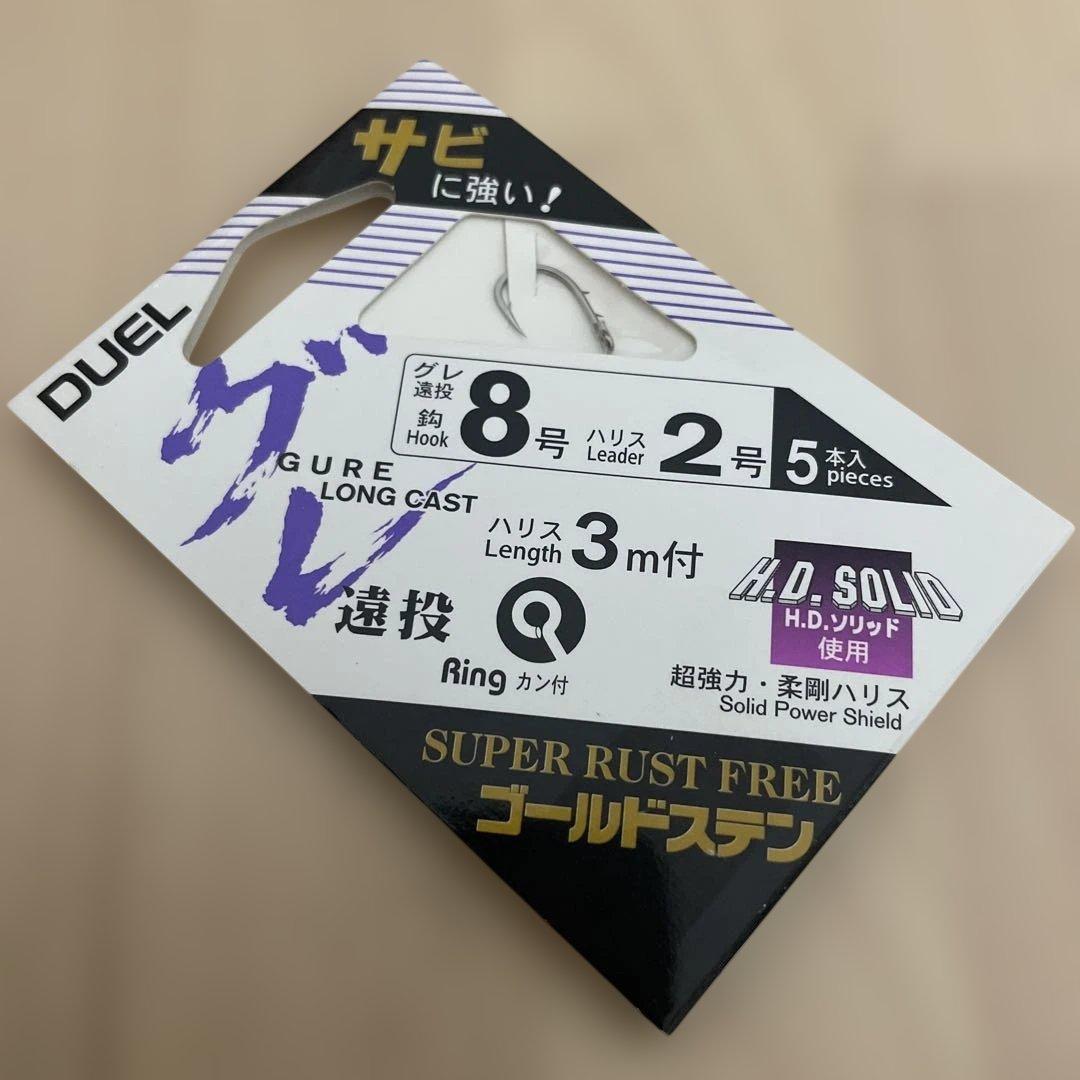 サビ
に強い!
DUEL
グレ
GURE
LONG CAST
遠投
グレ
遠投
鈎
Hook
8号
ハリス
Leader
2号
5本入
pieces
ハリス
Length
3m付
Ring カン付
H.D. SOLID
H.D.ソリッド
使用
超強力・柔剛ハリス
Solid Power Shield
SUPER RUST FREE
ゴールドステン